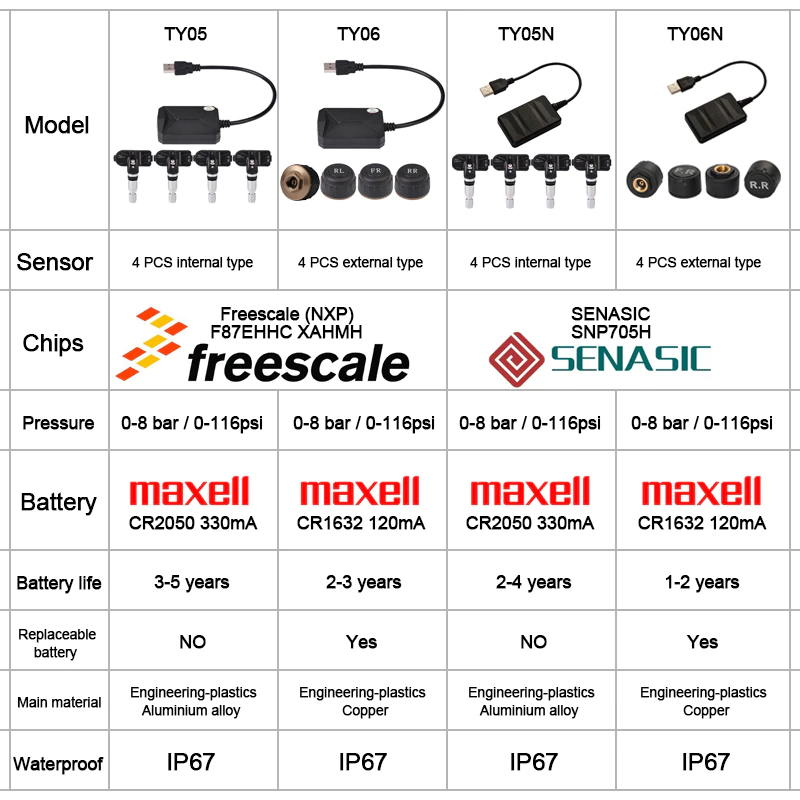 TY05 TY06 TY05N TY06N
Model
RL FR RR R.R R.R
Sensor 4 PCS internal type 4 PCS external type 4 PCS internal type 4 PCS external type
Freescale (NXP) SENASIC
F87EHHC XAHMH SNP705H
Chips freescale SENASIC
Pressure 0-8 bar / 0-116psi 0-8 bar / 0-116psi 0-8 bar / 0-116psi 0-8 bar / 0-116psi
maxell maxell maxell maxell
Battery
CR2050 330mA CR1632 120mA CR2050 330mA CR1632 120mA
Battery life 3-5 years 2-3 years 2-4 years 1-2 years
Replaceable
battery NO Yes NO Yes
Main material
Engineering-plastics Engineering-plastics Engineering-plastics Engineering-plastics
Aluminium alloy Copper Aluminium alloy Copper
Waterproof IP67 IP67 IP67 IP67